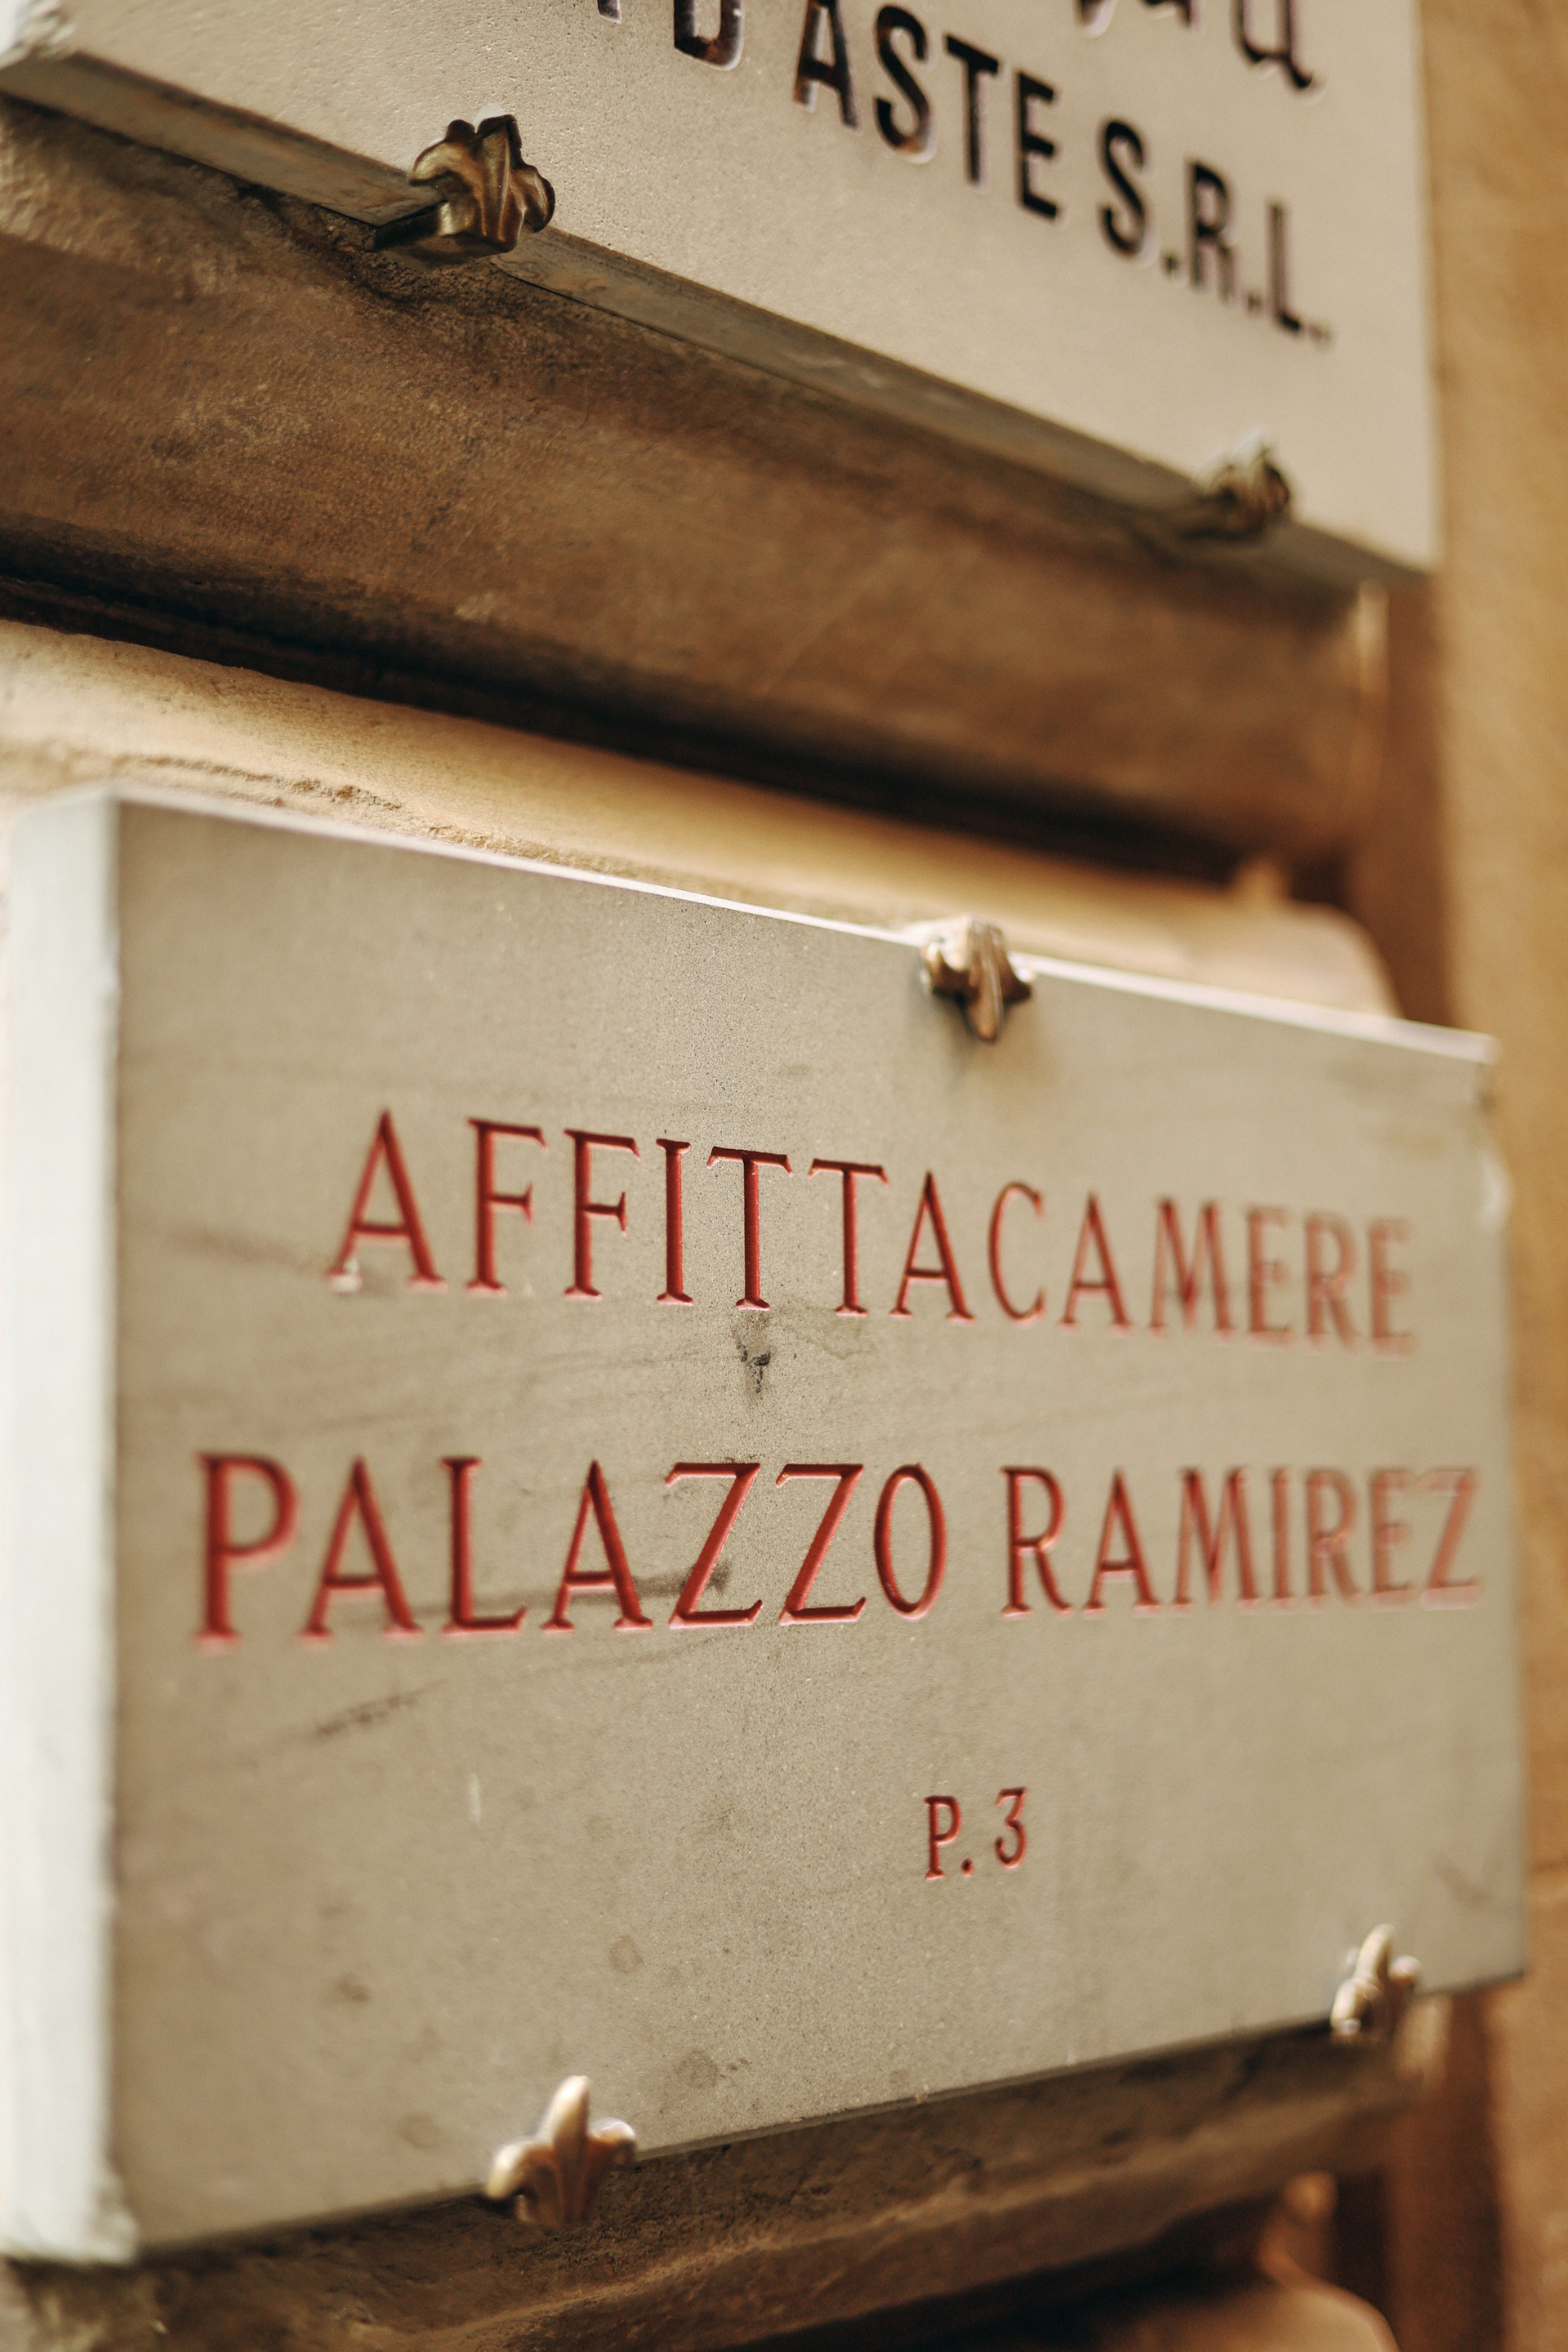 D'ASTE S.R.L.
AFFITTACAMERE
PALAZZO RAMIREZ
P. 3